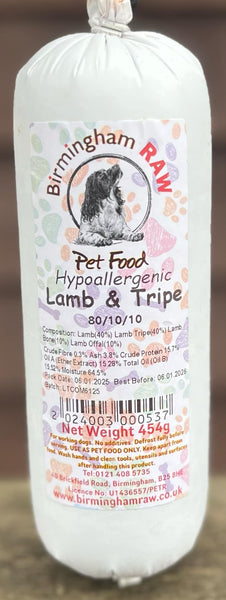 Birmingham RAW
Pet Food
Hypoallergenic
Lamb & Tripe
80/10/10
Composition: Lamb(40%) Lamb Tripe(40%) Lamb
Bone(10%) Lamb Offal(10%)
Crude Fibre 0.3% Ash 3.8% Crude Protein 15.7%
Oil A (Ether Extract) 15.28% Total Oil (Oil B)
15.52% Moisture 64.5%
Pack Date: 06.01.2025 Best Before: 06.01.2026
Batch: LTCOM6125
2 024003 000537
Net Weight 454g
For working dogs. No additives. Defrost fully before
serving. USE AS PET FOOD ONLY. Keep apart from
food. Wash hands and clean tools, utensils and surfaces
after handling this product.
Tel: 0121 408 5735
Brickfield Road, Birmingham, B25 8HE
Licence No: U1436557/PETR
www.birminghamraw.co.uk